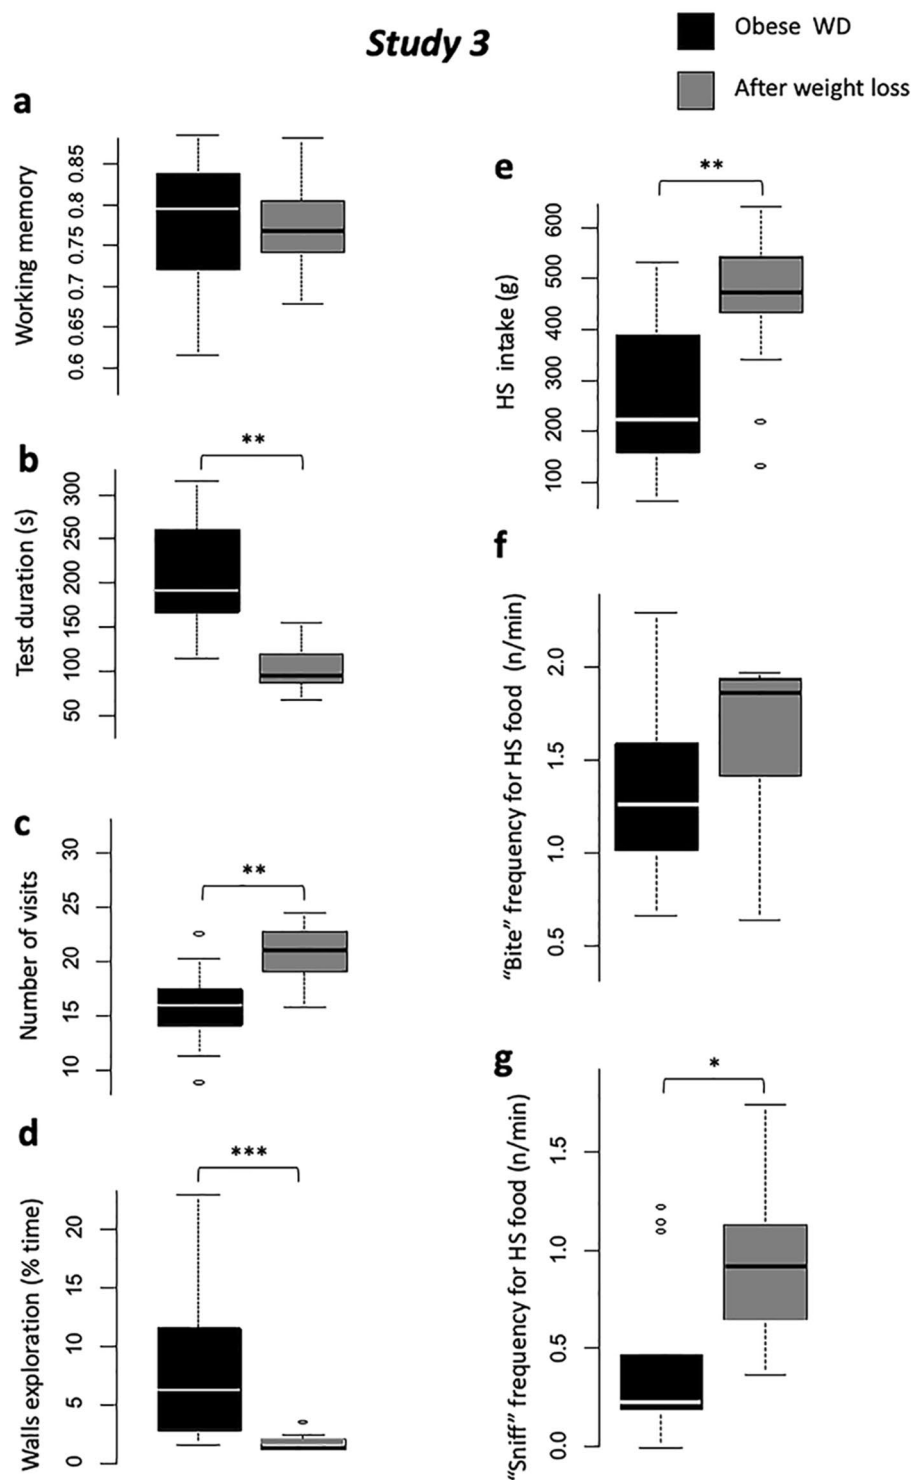 Study 3
Obese WD
After weight loss
a
Working memory
0.6 0.65 0.7 0.75 0.8 0.85
b
Test duration (s)
50 100 150 200 250 300
**
c
Number of visits
10 15 20 25 30
**
d
Walls exploration (% time)
0 5 10 15 20
***
e
HS intake (g)
100 200 300 400 500 600
**
f
“Bite” frequency for HS food (n/min)
0.5 1.0 1.5 2.0
g
“Sniff” frequency for HS food (n/min)
0.0 0.5 1.0 1.5
*